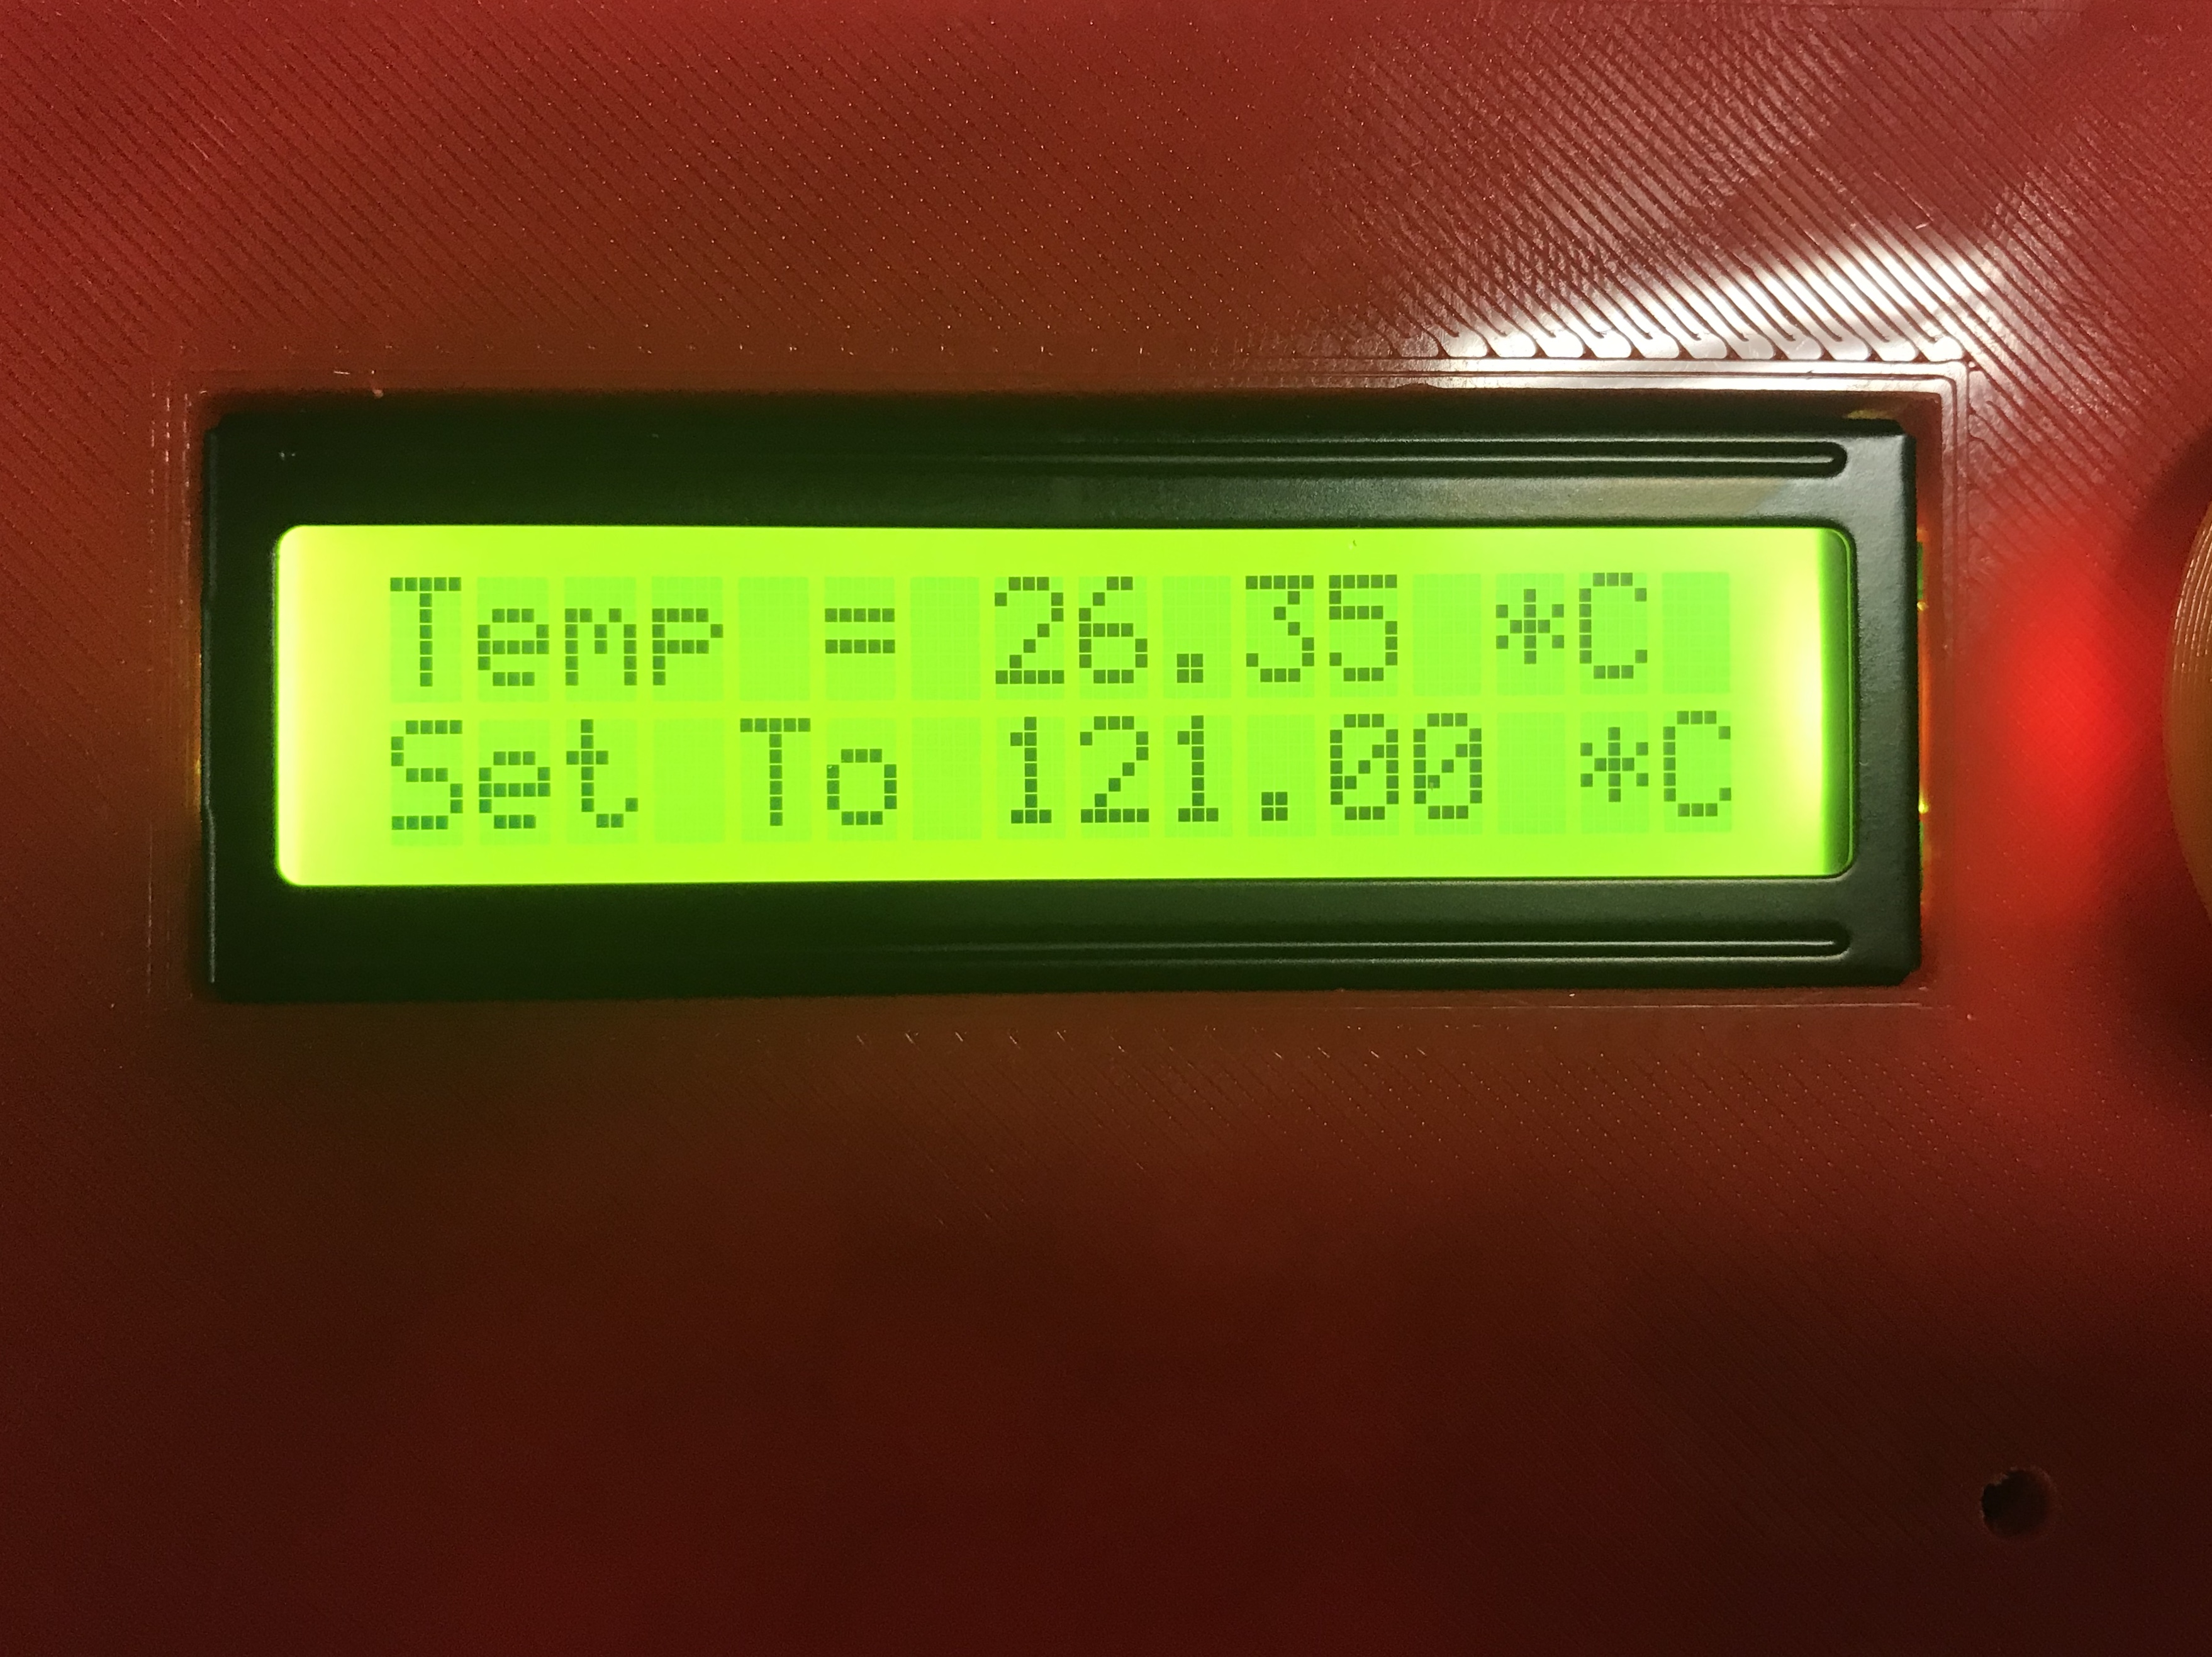 Temp = 26.35 *C
Set To 121.00 *C